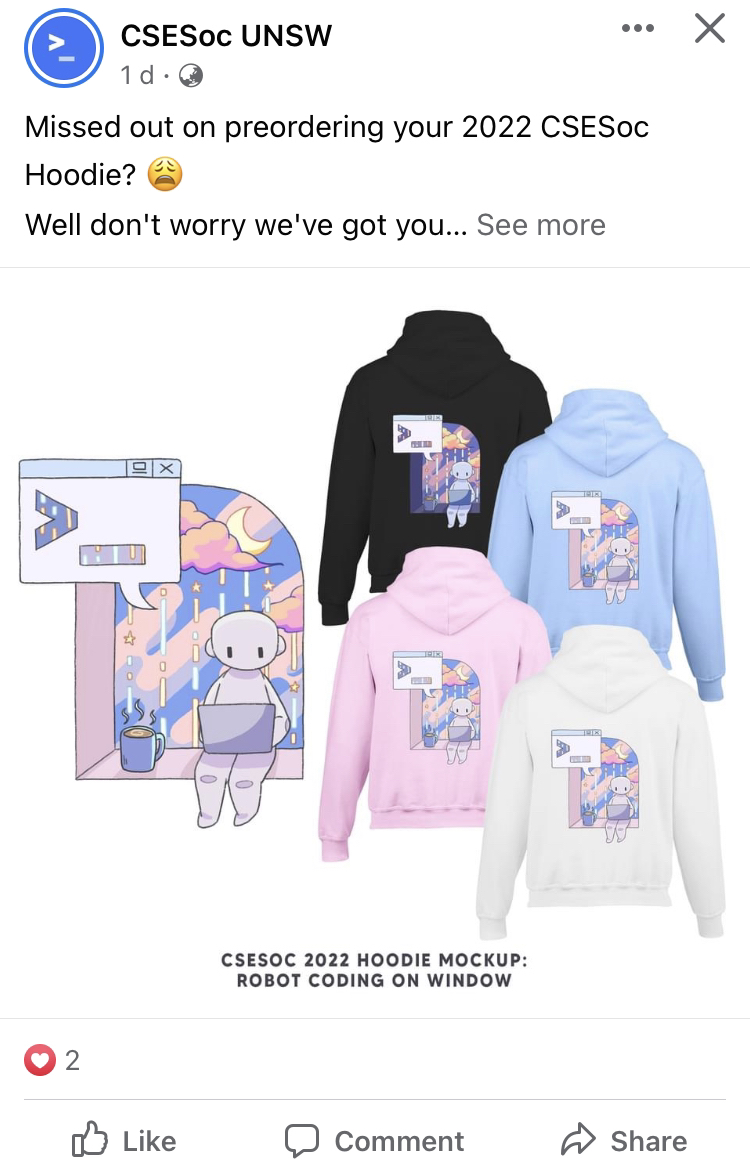 CSESoc UNSW
1 d ·
Missed out on preordering your 2022 CSESoc
Hoodie? 😩
Well don't worry we've got you... See more
CSESOC 2022 HOODIE MOCKUP:
ROBOT CODING ON WINDOW
2
Like Comment Share